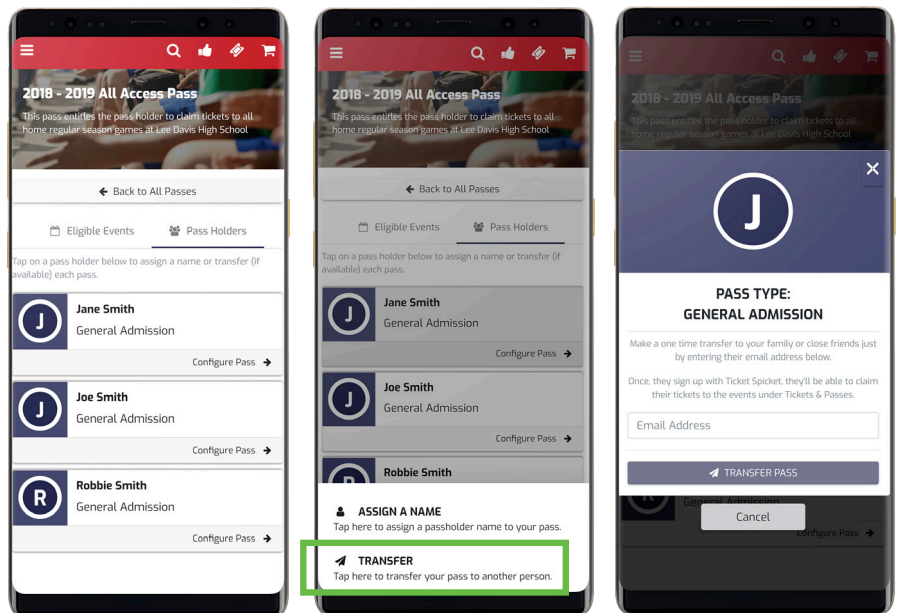 2018 - 2019 All Access Pass
This pass entitles the pass holder to claim tickets to all
home regular season games at Lee Davis High School
Back to All Passes
Eligible Events
Pass Holders
Tap on a pass holder below to assign a name or transfer (if
available) each pass.
J
Jane Smith
General Admission
Configure Pass
J
Joe Smith
General Admission
Configure Pass
R
Robbie Smith
General Admission
Configure Pass
2018 - 2019 All Access Pass
This pass entitles the pass holder to claim tickets to all
home regular season games at Lee Davis High School
Back to All Passes
Eligible Events
Pass Holders
Tap on a pass holder below to assign a name or transfer (if
available) each pass.
J
Jane Smith
General Admission
Configure Pass
J
Joe Smith
General Admission
Configure Pass
Robbie Smith
ASSIGN A NAME
Tap here to assign a passholder name to your pass.
TRANSFER
Tap here to transfer your pass to another person.
2018 - 2019 All Access Pass
This pass entitles the pass holder to claim tickets to all
home regular season games at Lee Davis High School
J
PASS TYPE:
GENERAL ADMISSION
Make a one time transfer to your family or close friends just
by entering their email address below.
Once, they sign up with Ticket Spicket, they'll be able to claim
their tickets to the events under Tickets & Passes.
Email Address
TRANSFER PASS
General Admission
Cancel
Configure Pass